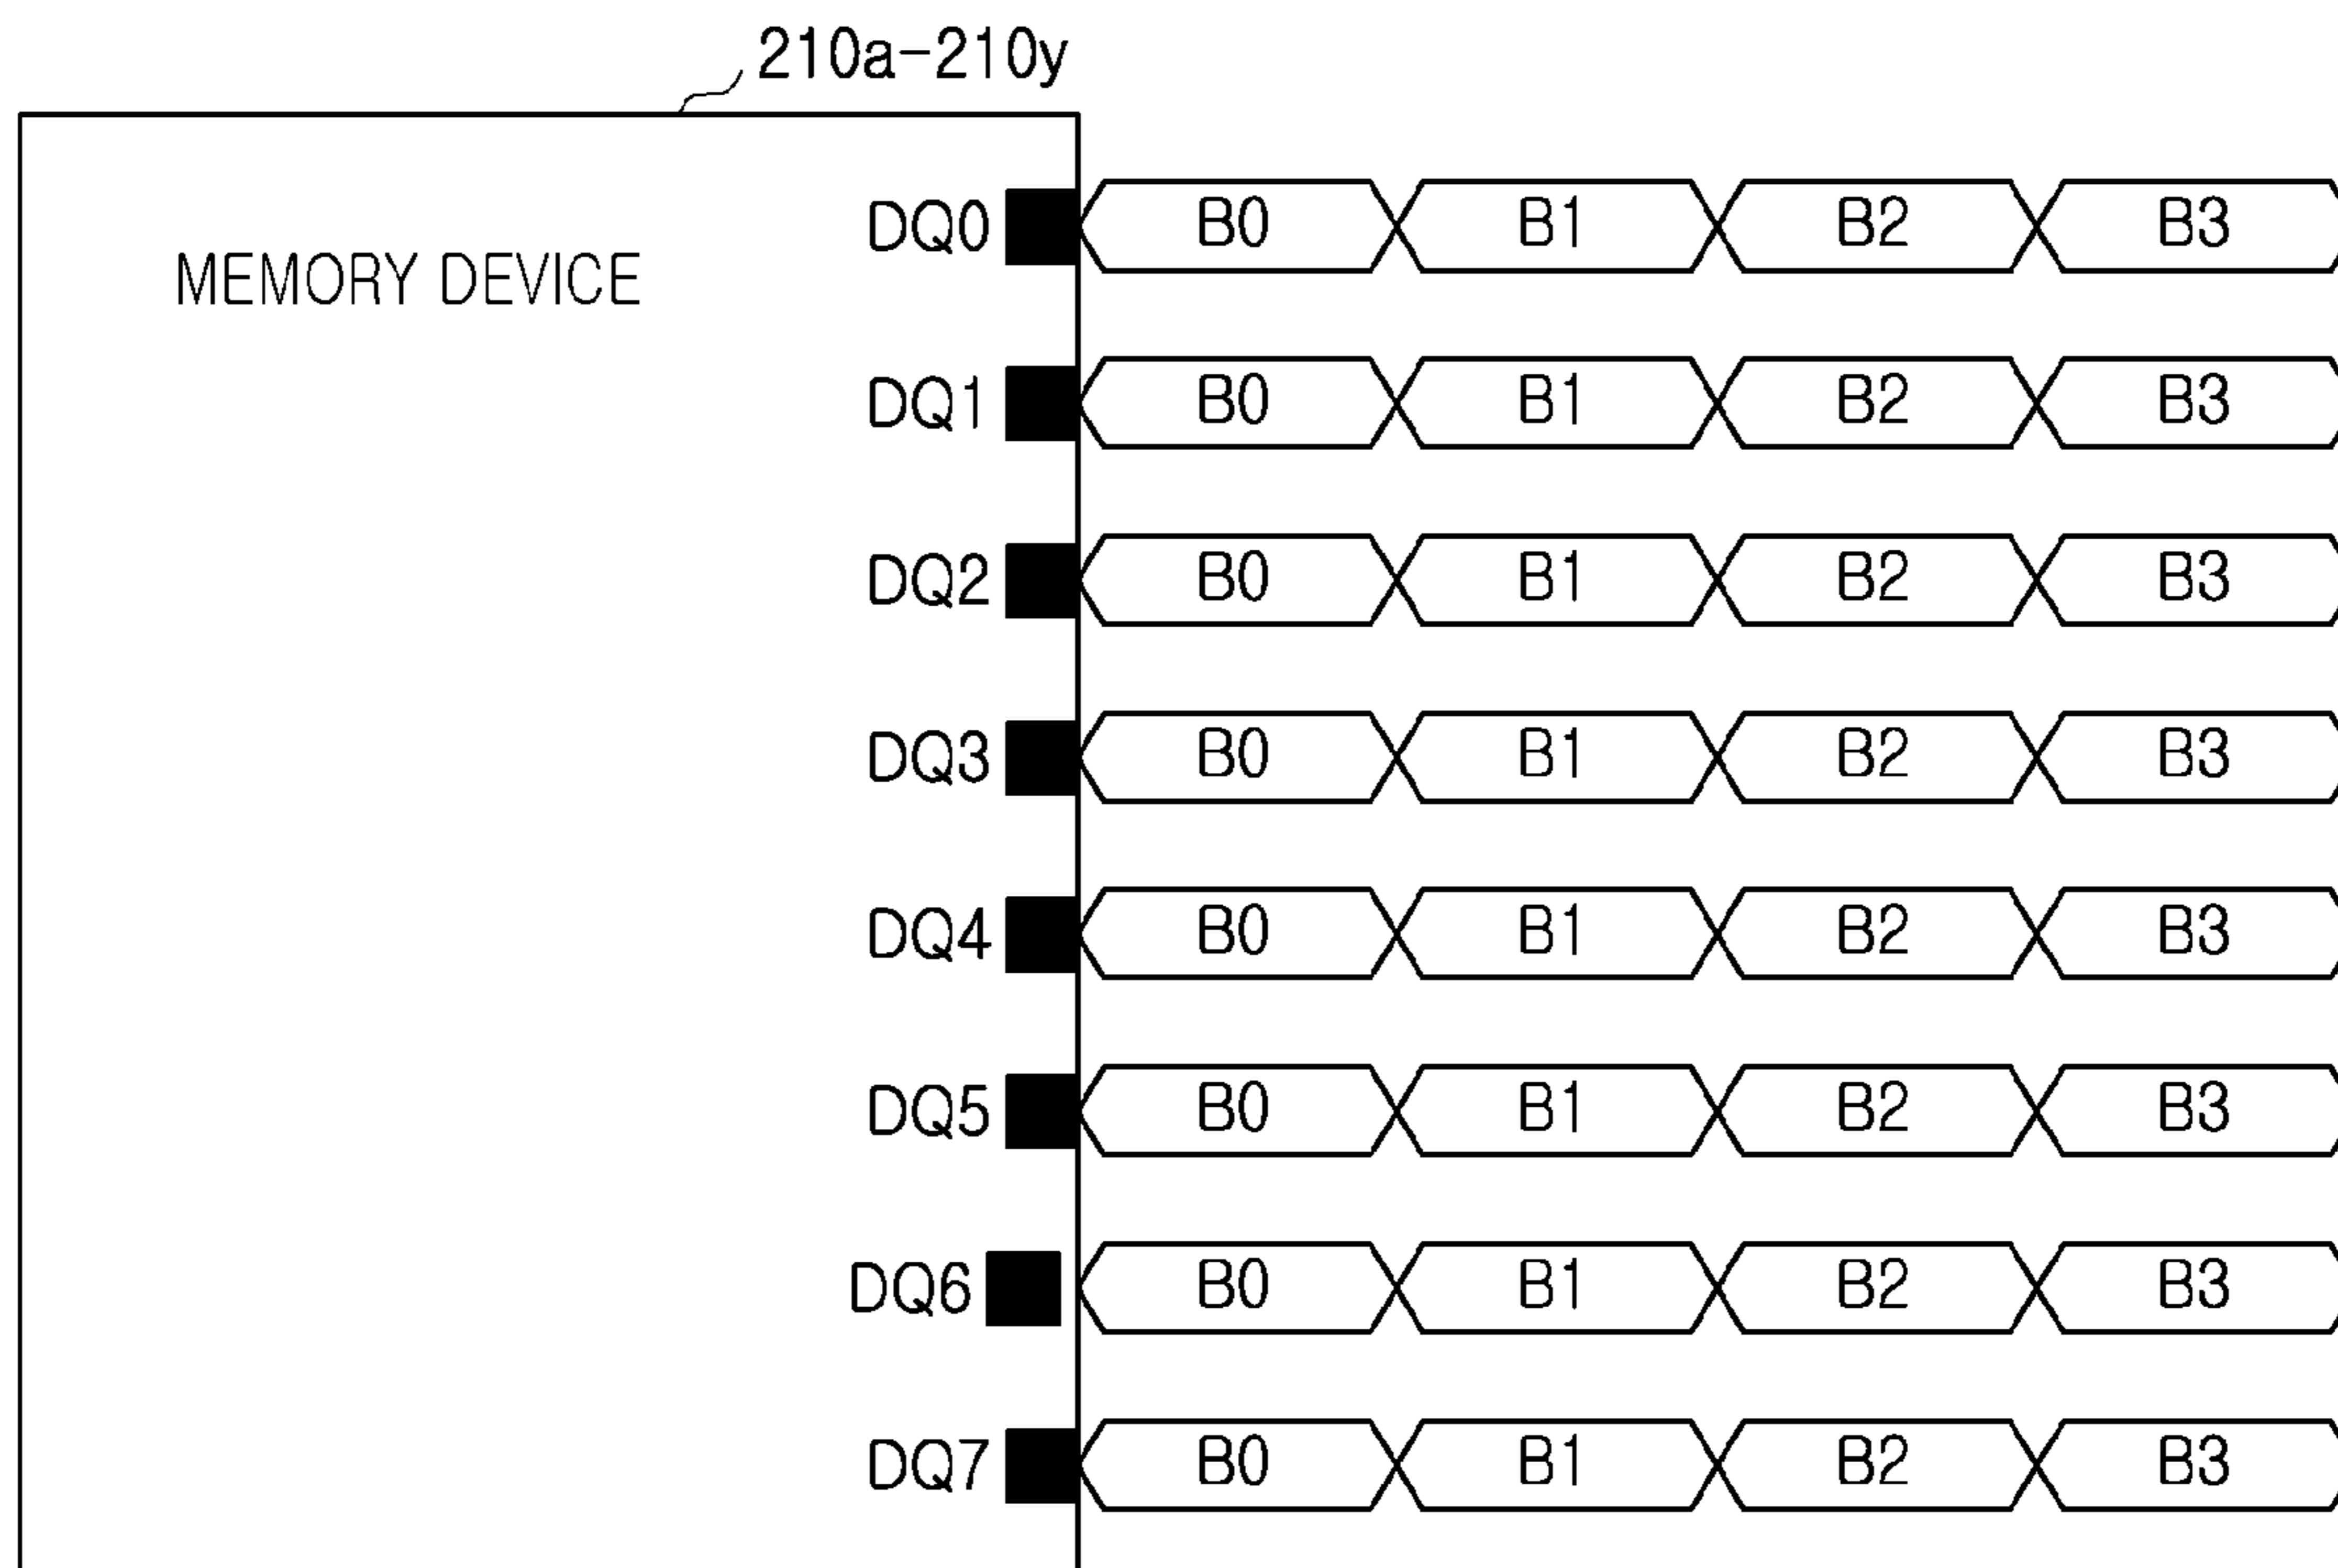 210a-210y
MEMORY DEVICE
DQ0 B0 B1 B2 B3
DQ1 B0 B1 B2 B3
DQ2 B0 B1 B2 B3
DQ3 B0 B1 B2 B3
DQ4 B0 B1 B2 B3
DQ5 B0 B1 B2 B3
DQ6 B0 B1 B2 B3
DQ7 B0 B1 B2 B3